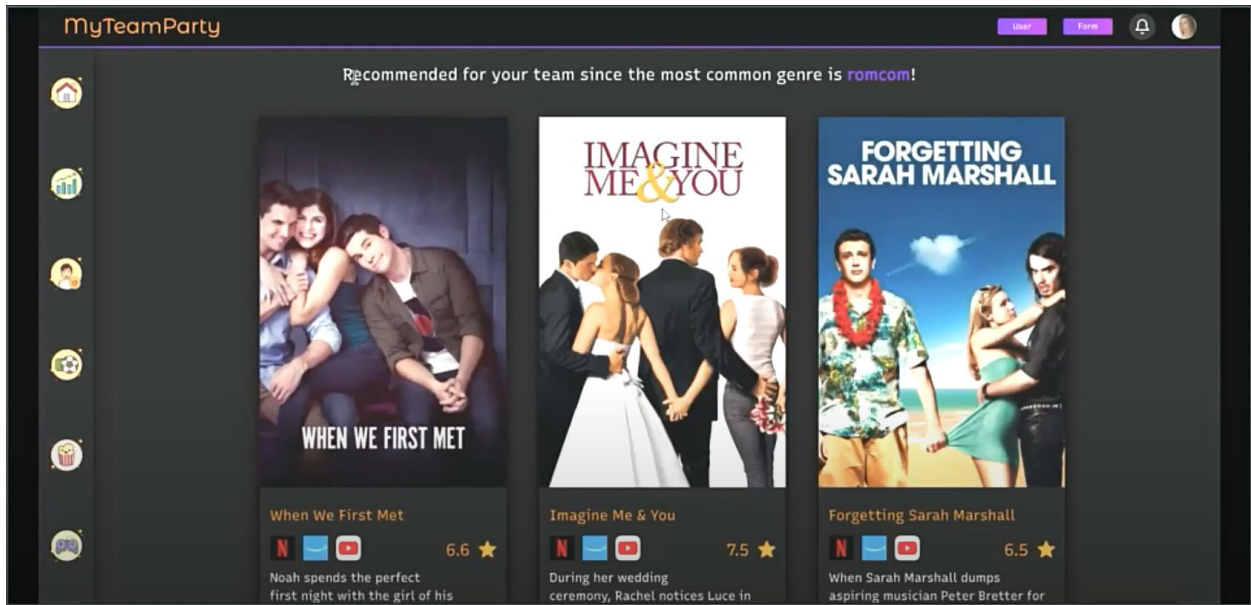 MyTeamParty
User
Form
Recommended for your team since the most common genre is romcom!
WHEN WE FIRST MET
IMAGINE
ME & YOU
FORGETTING
SARAH MARSHALL
When We First Met
N
6.6
Noah spends the perfect
first night with the girl of his
Imagine Me & You
N
7.5
During her wedding
ceremony, Rachel notices Luce in
Forgetting Sarah Marshall
N
6.5
When Sarah Marshall dumps
aspiring musician Peter Bretter for